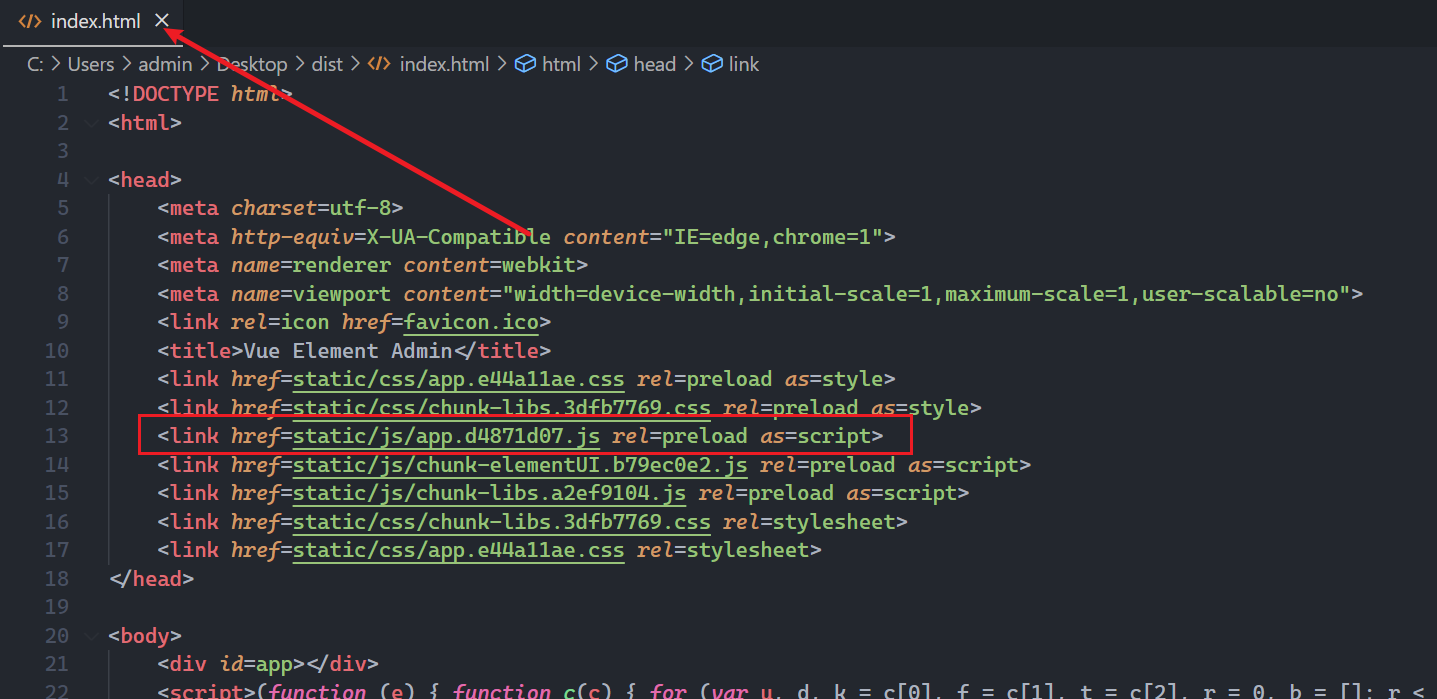 index.html
C: > Users > admin > Desktop > dist > </> index.html > html > head > link
1 <!DOCTYPE html>
2 <html>
3
4 <head>
5 <meta charset=utf-8>
6 <meta http-equiv=X-UA-Compatible content="IE=edge,chrome=1">
7 <meta name=renderer content=webkit>
8 <meta name=viewport content="width=device-width,initial-scale=1,maximum-scale=1,user-scalable=no">
9 <link rel=icon href=favicon.ico>
10 <title>Vue Element Admin</title>
11 <link href=static/css/app.e44a11ae.css rel=preload as=style>
12 <link href=static/css/chunk-libs.3dfb7769.css rel=preload as=style>
13 <link href=static/js/app.d4871d07.js rel=preload as=script>
14 <link href=static/js/chunk-elementUI.b79ec0e2.js rel=preload as=script>
15 <link href=static/js/chunk-libs.a2ef9104.js rel=preload as=script>
16 <link href=static/css/chunk-libs.3dfb7769.css rel=stylesheet>
17 <link href=static/css/app.e44a11ae.css rel=stylesheet>
18 </head>
19
20 <body>
21 <div id=app></div>
22 <script>(function (e) { function c(c) { for (var u, d, k = c[0], f = c[1], t = c[2], r = 0, b = []; r <